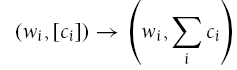 (w_i, [c_i]) → (w_i, ∑_i c_i)